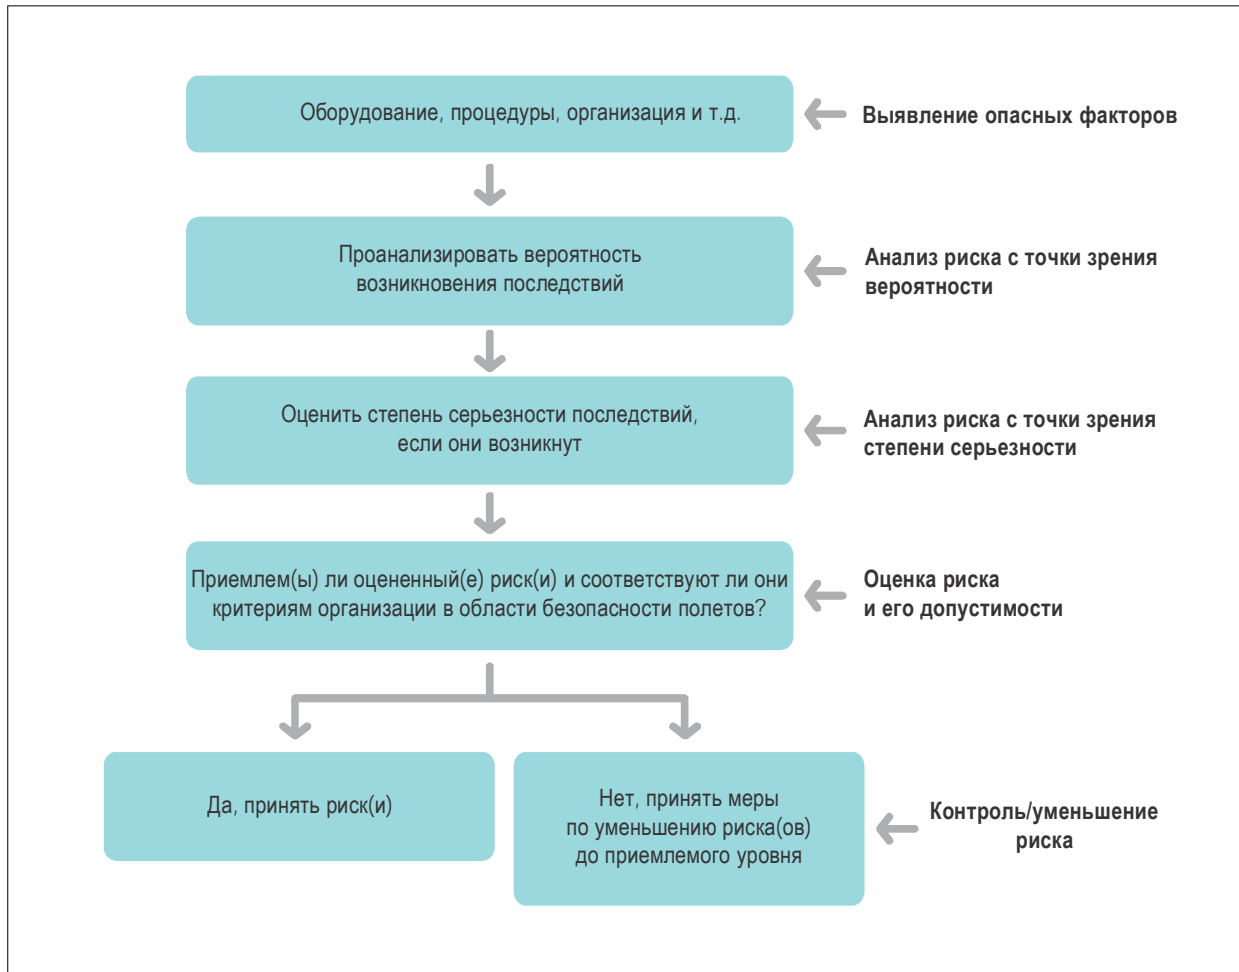 Оборудование, процедуры, организация и т.д.
Выявление опасных факторов
Проанализировать вероятность
возникновения последствий
Анализ риска с точки зрения
вероятности
Оценить степень серьезности последствий,
если они возникнут
Анализ риска с точки зрения
степени серьезности
Приемлем(ы) ли оцененный(е) риск(и) и соответствуют ли они
критериям организации в области безопасности полетов?
Оценка риска
и его допустимости
Да, принять риск(и)
Нет, принять меры
по уменьшению риска(ов)
до приемлемого уровня
Контроль/уменьшение
риска